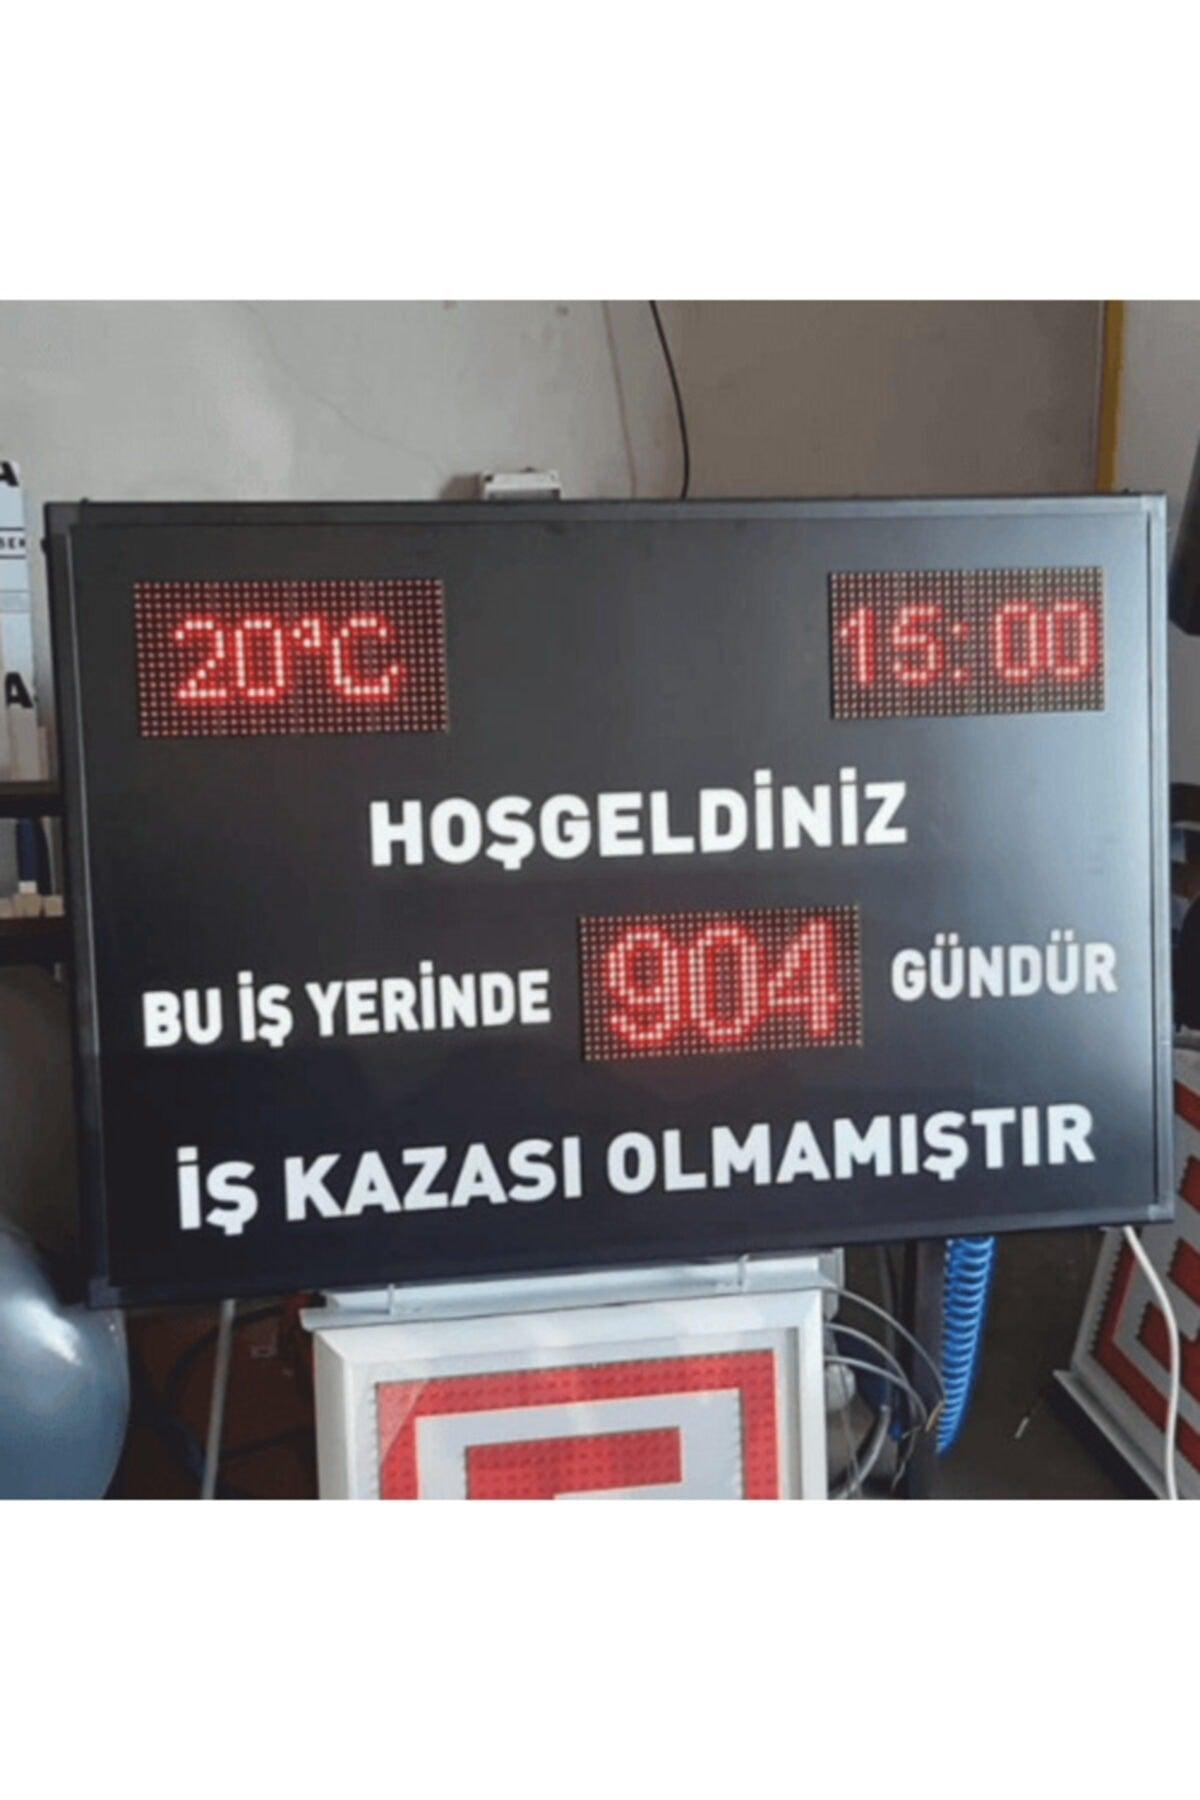 20°C 15:00
HOŞGELDİNİZ
BU İŞ YERİNDE 904 GÜNDÜR
İŞ KAZASI OLMAMIŞTIR